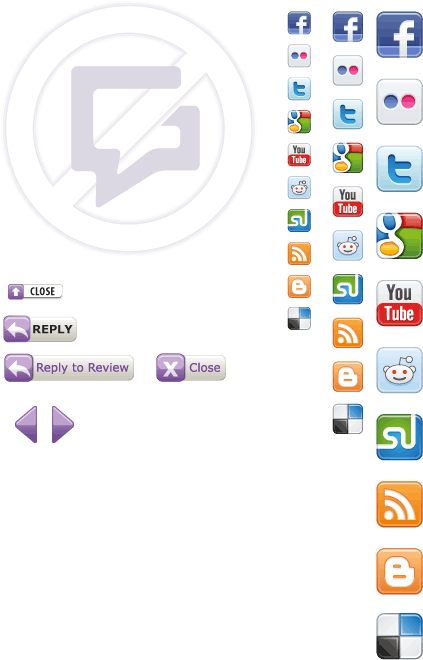 CLOSE
REPLY
Reply to Review
Close
f
t
g
You
Tube
f
t
g
You
Tube
f
t
g
You
Tube